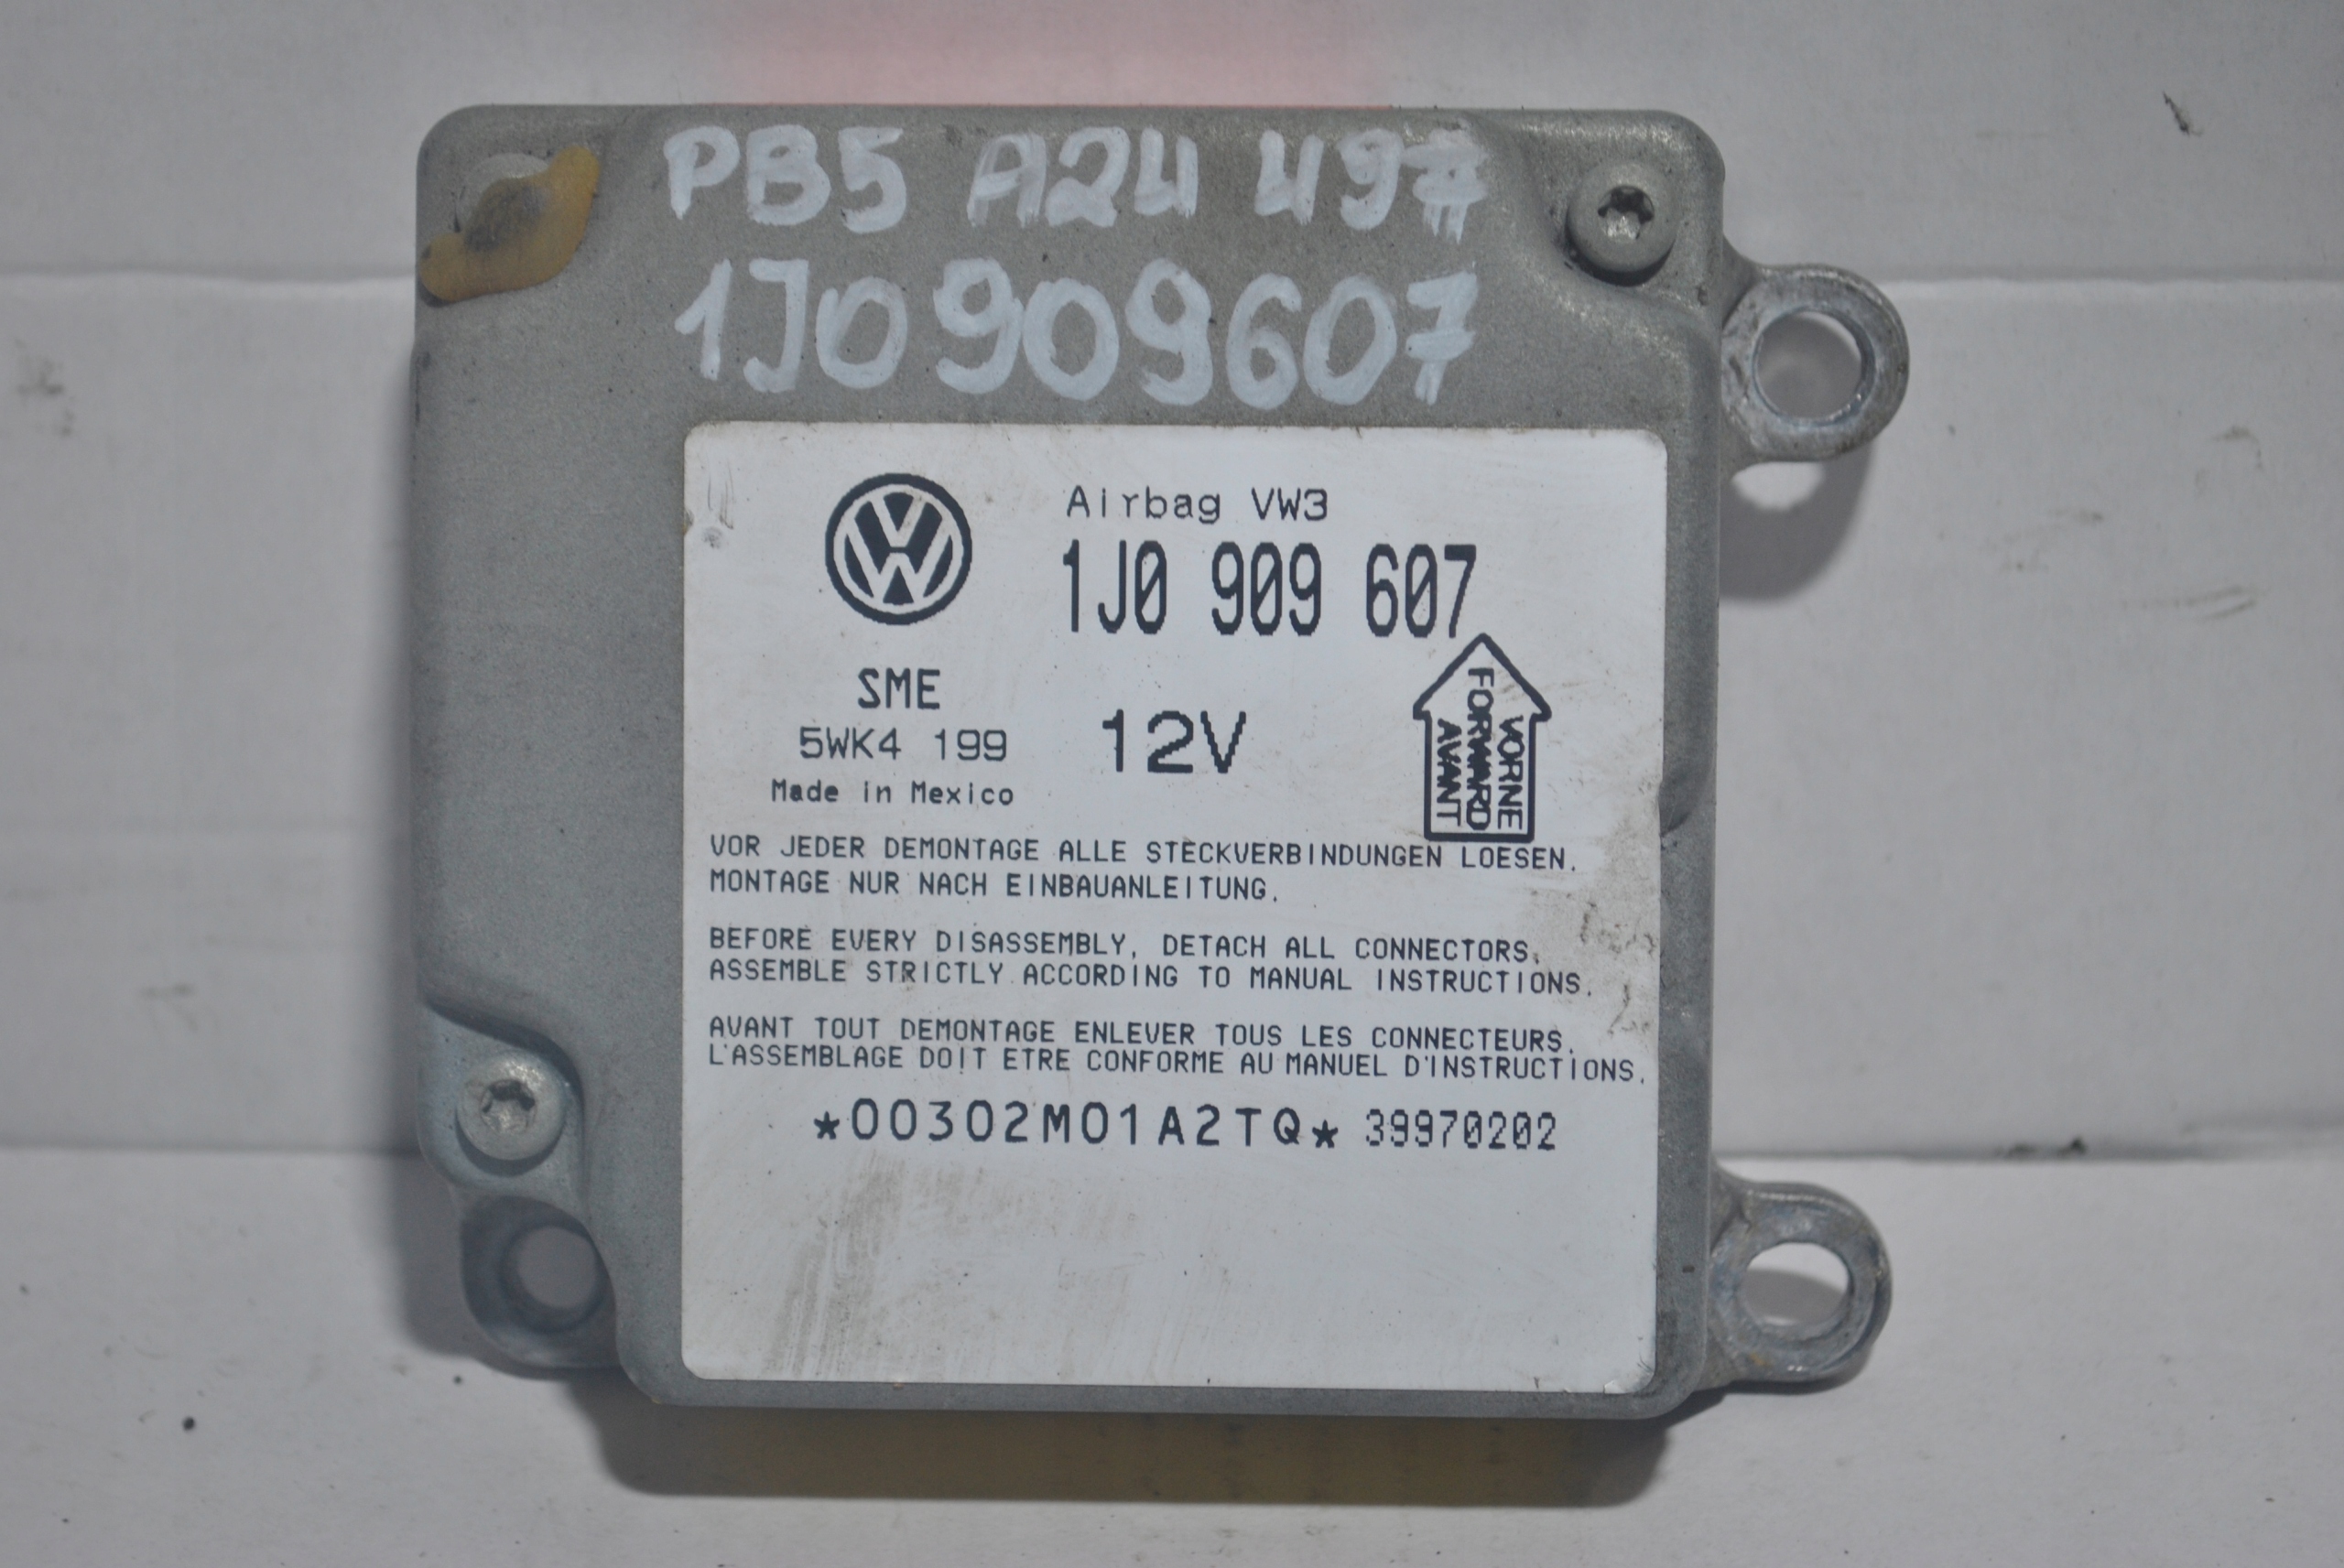 PB5 A24 497
1J0909607
Airbag VW3
1J0 909 607
SME
5WK4 199
Made in Mexico
12V
VORNE
FORWARD
AVANT
VOR JEDER DEMONTAGE ALLE STECKVERBINDUNGEN LOESEN.
MONTAGE NUR NACH EINBAUANLEITUNG.
BEFORE EVERY DISASSEMBLY, DETACH ALL CONNECTORS.
ASSEMBLE STRICTLY ACCORDING TO MANUAL INSTRUCTIONS.
AVANT TOUT DEMONTAGE ENLEVER TOUS LES CONNECTEURS.
L'ASSEMBLAGE DOIT ETRE CONFORME AU MANUEL D'INSTRUCTIONS.
*00302M01A2TQ* 39970202